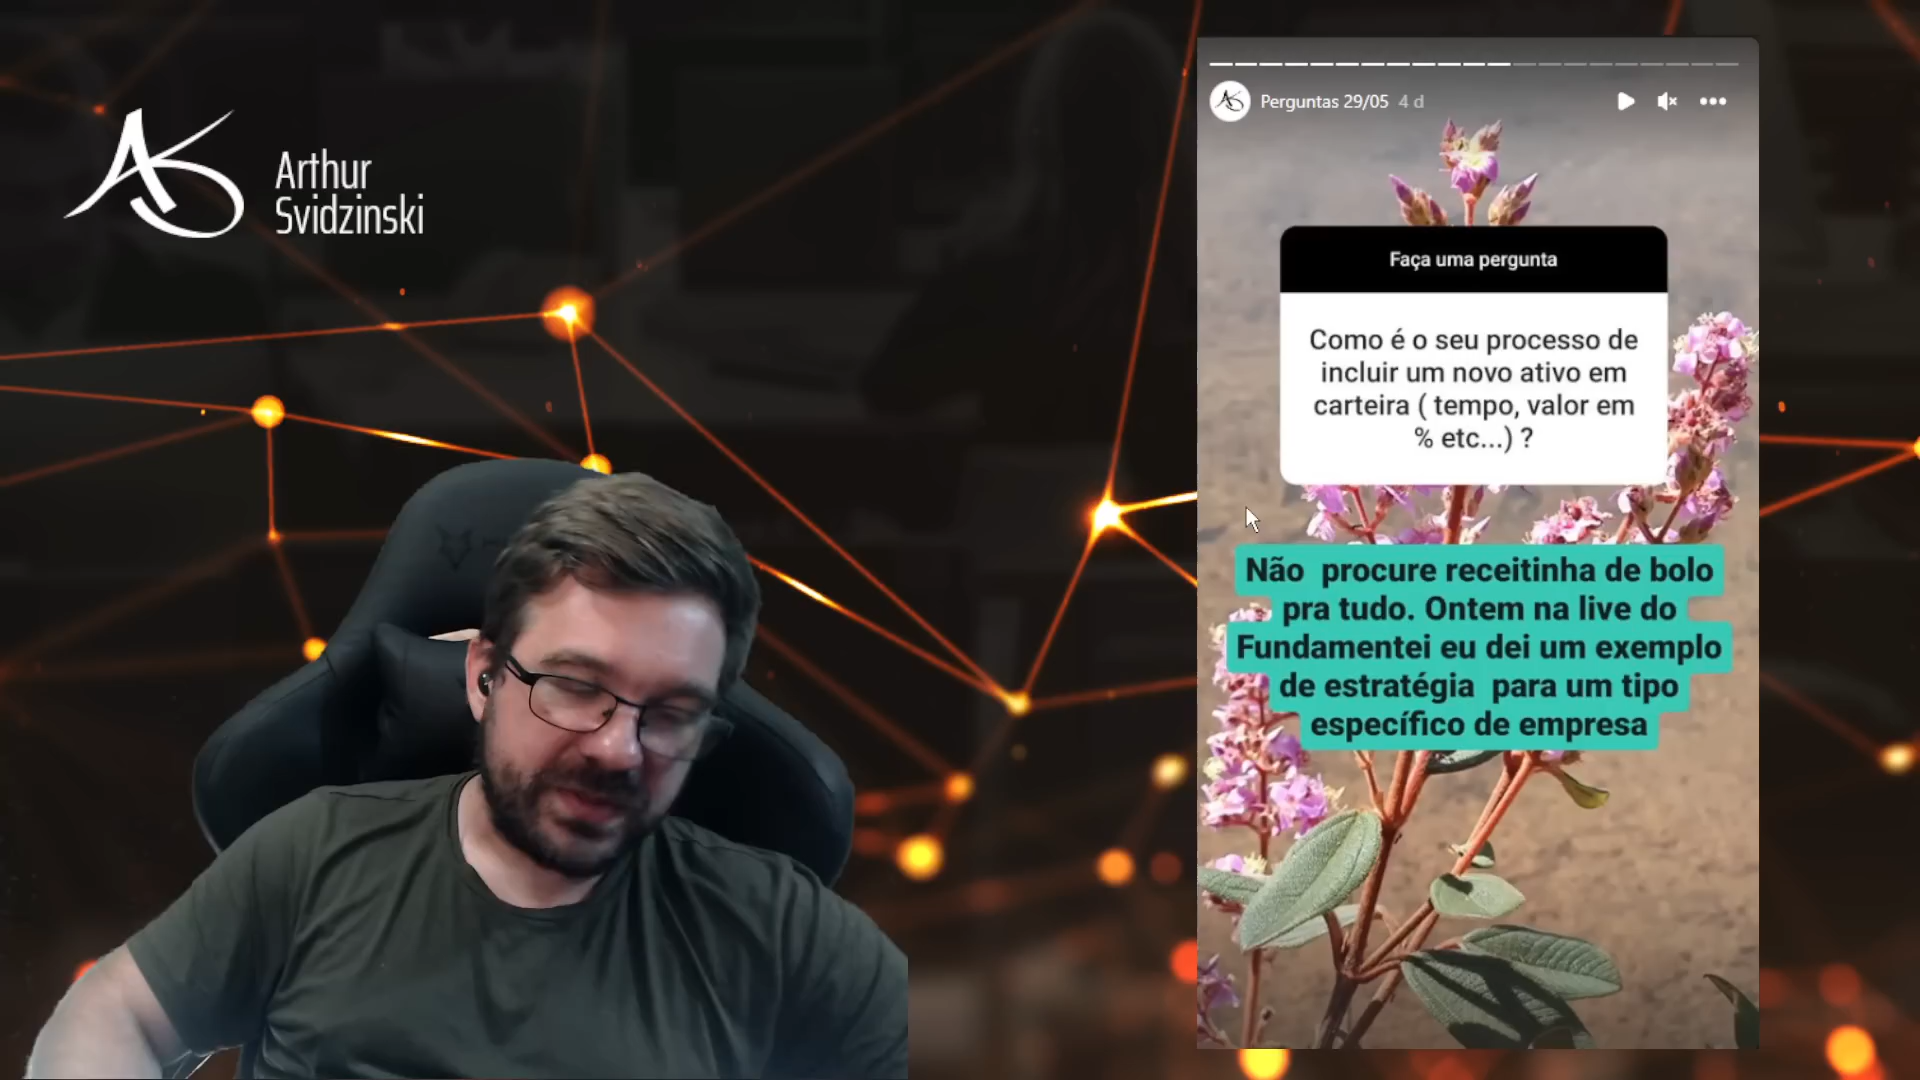 Arthur
Svidzinski
Perguntas 29/05 4 d
Faça uma pergunta
Como é o seu processo de
incluir um novo ativo em
carteira ( tempo, valor em
% etc...) ?
Não procure receitinha de bolo
pra tudo. Ontem na live do
Fundamentei eu dei um exemplo
de estratégia para um tipo
específico de empresa